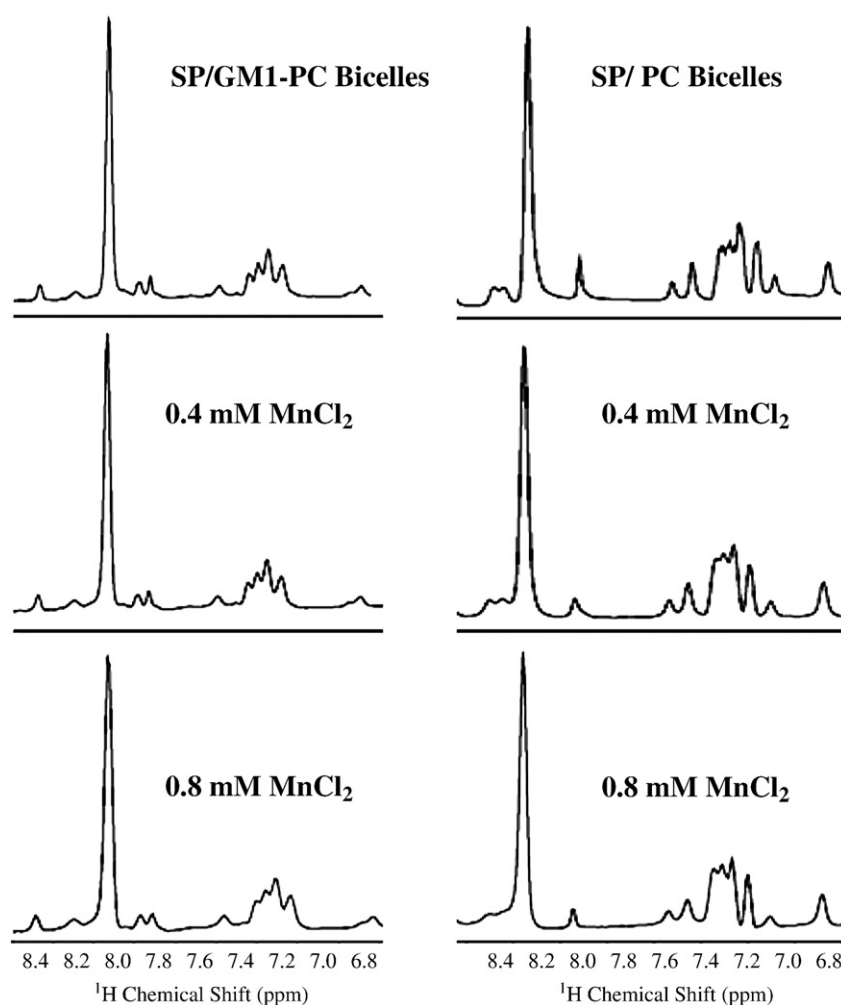 SP/GM1-PC Bicelles
SP/ PC Bicelles
0.4 mM MnCl₂
0.4 mM MnCl₂
0.8 mM MnCl₂
0.8 mM MnCl₂
8.4 8.2 8.0 7.8 7.6 7.4 7.2 7.0 6.8
8.4 8.2 8.0 7.8 7.6 7.4 7.2 7.0 6.8
¹H Chemical Shift (ppm)
¹H Chemical Shift (ppm)